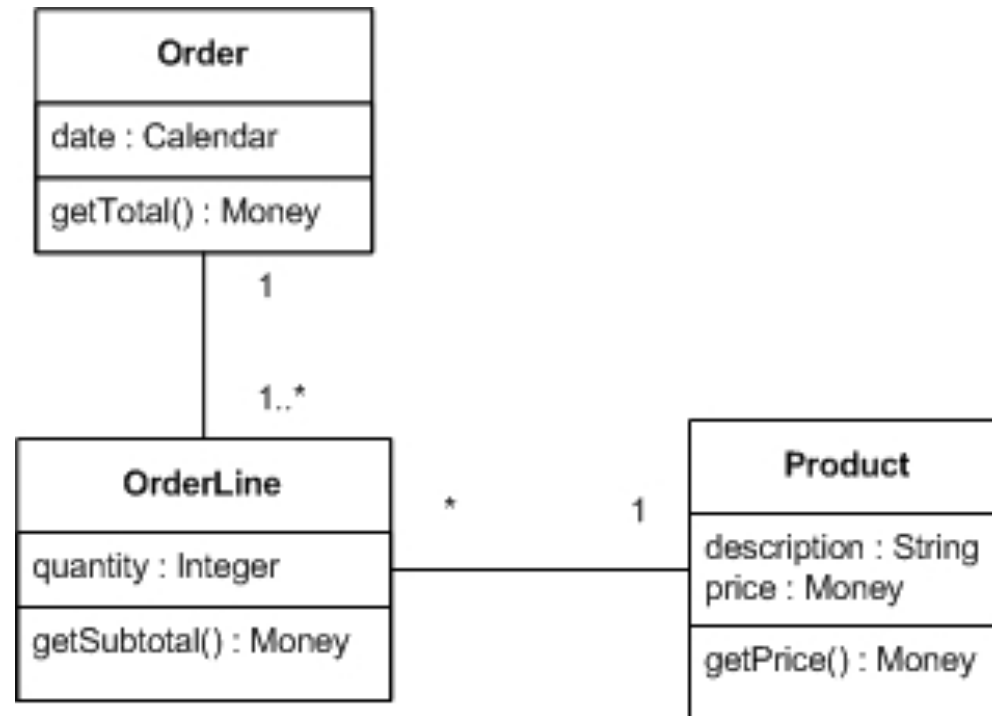 Order
date : Calendar
getTotal() : Money
1
1..*
OrderLine
quantity : Integer
getSubtotal() : Money
*
1
Product
description : String
price : Money
getPrice() : Money